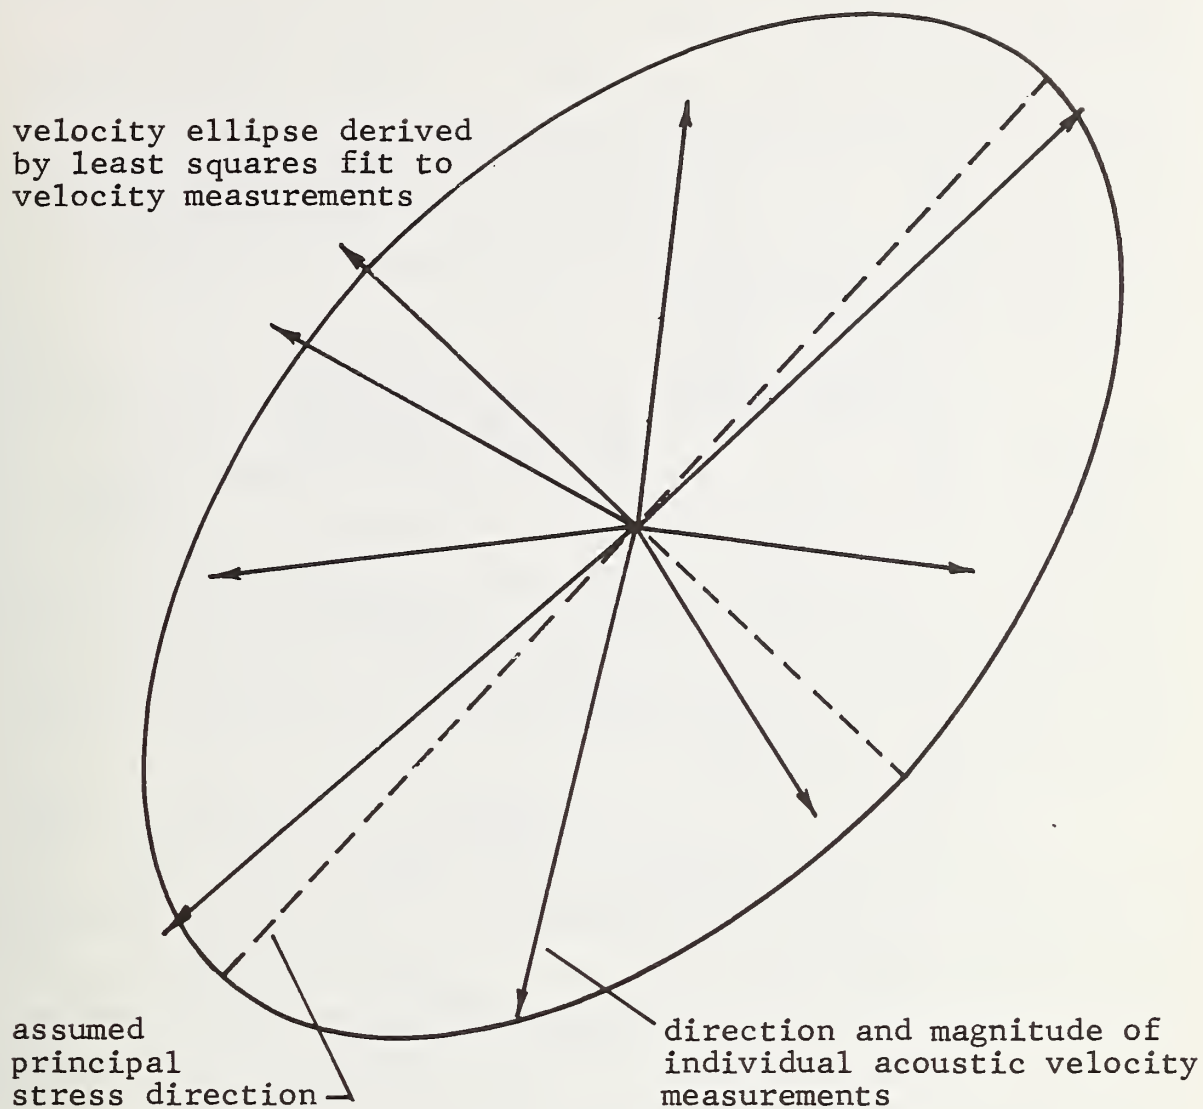 velocity ellipse derived
by least squares fit to
velocity measurements
assumed
principal
stress direction
direction and magnitude of
individual acoustic velocity
measurements